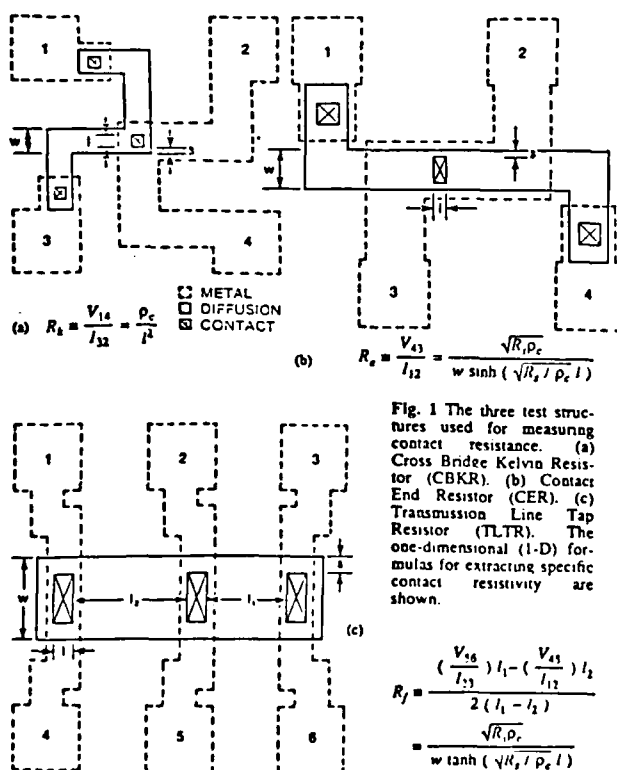 1
2
W
l
δ
3
4
METAL
DIFFUSION
CONTACT
(a) R_k ≡ V_14 / I_32 = ρ_c / l^2
1
2
W
δ
l
3
4
(b) R_e ≡ V_43 / I_12 = √(R_s ρ_c) / (w sinh (√(R_s / ρ_c) l))
Fig. 1 The three test struc-
tures used for measuring
contact resistance. (a)
Cross Bridge Kelvin Resis-
tor (CBKR). (b) Contact
End Resistor (CER). (c)
Transmission Line Tap
Resistor (TLTR). The
one-dimensional (1-D) for-
mulas for extracting specific
contact resistivity are
shown.
1
2
3
W
l_2
l_1
δ
l
(c)
4
5
6
R_f = ((V_56 / I_23) l_1 - (V_45 / I_12) l_2) / (2 (l_1 - l_2))
= √(R_s ρ_c) / (w tanh (√(R_s / ρ_c) l))